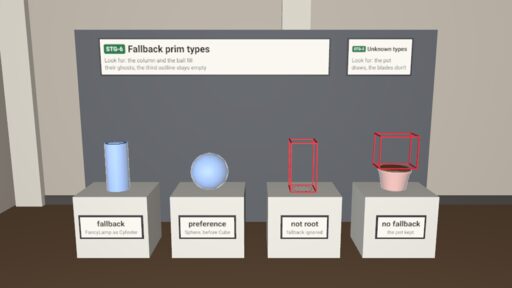 STG-6 Fallback prim types
Look for: the column and the ball fill
their ghosts, the third outline stays empty
STG-6 Unknown types
Look for: the pot
draws, the blades don't
fallback
FancyLamp as Cylinder
preference
Sphere before Cube
not root
fallback ignored
no fallback
the pot kept